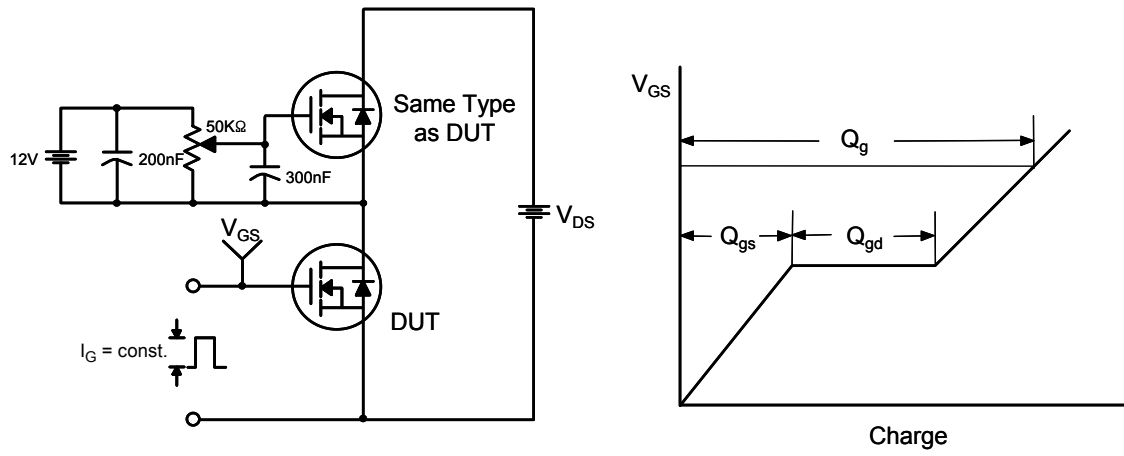 12V
200nF
50KΩ
300nF
Same Type
as DUT
V_DS
V_GS
DUT
I_G = const.
V_GS
Q_g
Q_gs
Q_gd
Charge